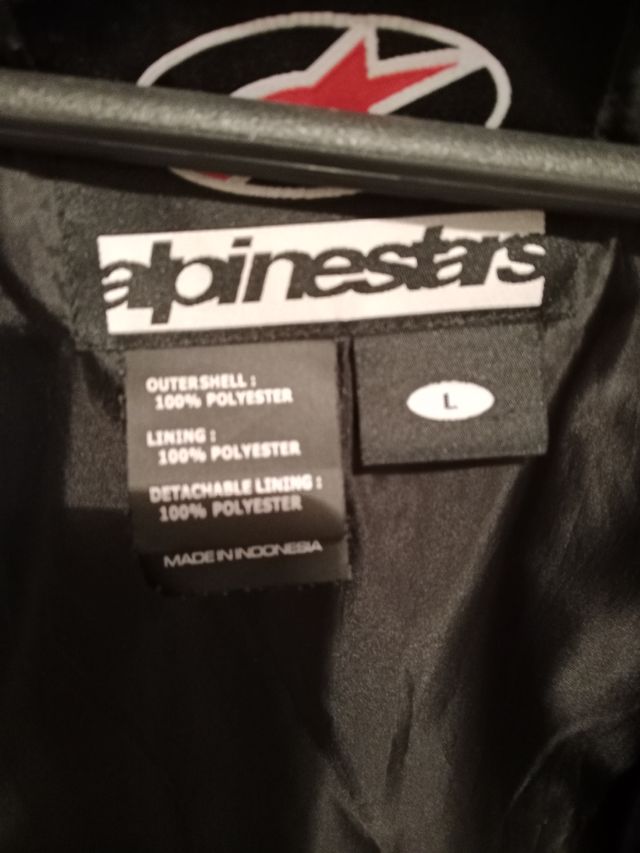 alpinestars
OUTERSHELL :
100% POLYESTER
LINING :
100% POLYESTER
DETACHABLE LINING :
100% POLYESTER
MADE IN INDONESIA
L